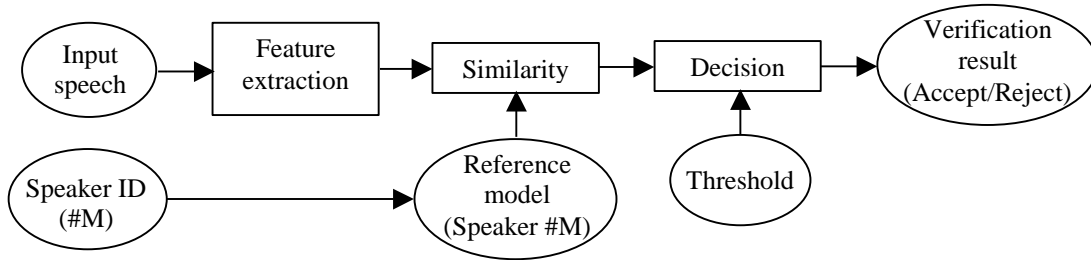 Input
speech
Feature
extraction
Similarity
Decision
Verification
result
(Accept/Reject)
Speaker ID
(#M)
Reference
model
(Speaker #M)
Threshold